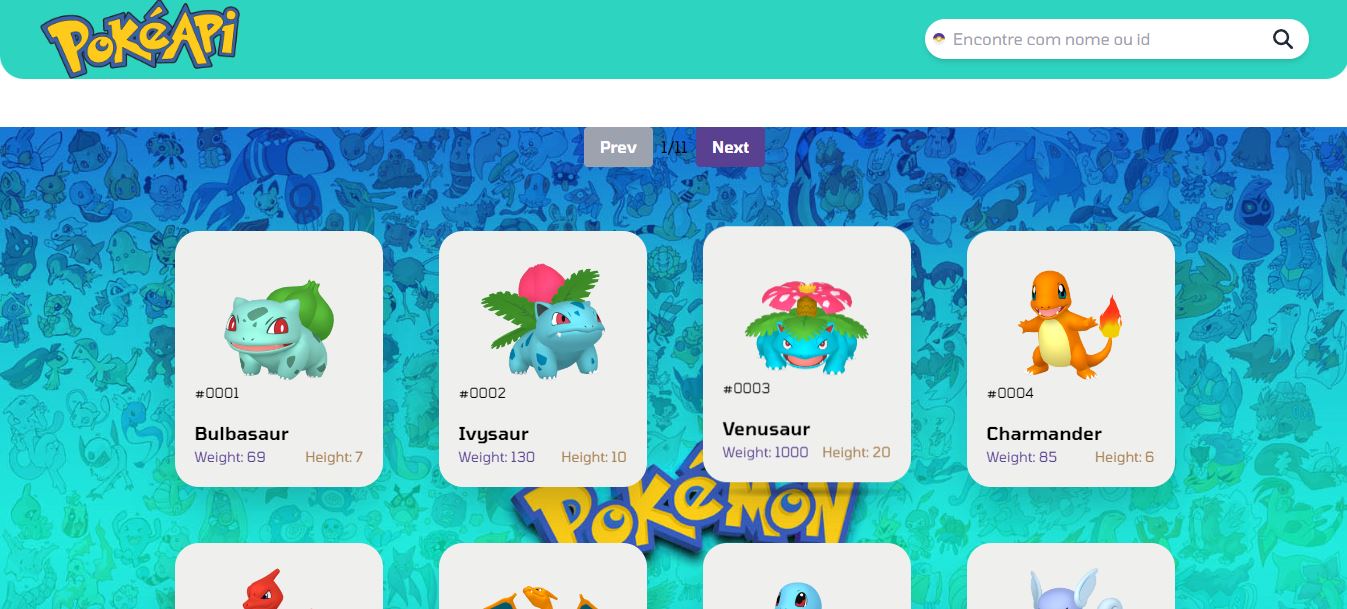 PokéApi
Encontre com nome ou id
Prev 1/11 Next
#0001
Bulbasaur
Weight: 69 Height: 7
#0002
Ivysaur
Weight: 130 Height: 10
#0003
Venusaur
Weight: 1000 Height: 20
#0004
Charmander
Weight: 85 Height: 6
POKéMON